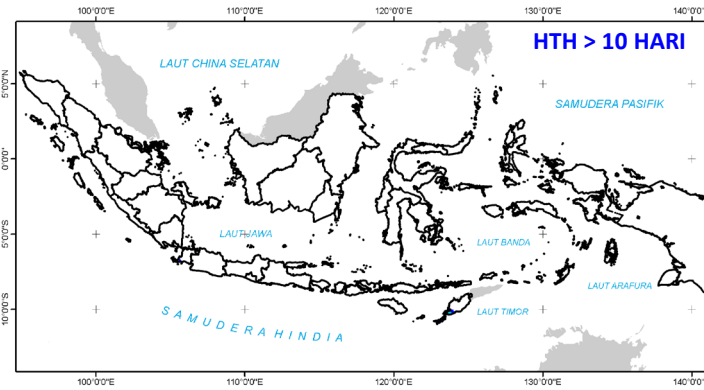 100°0'0" 110°0'0" 120°0'0" 130°0'0" 140°0'0"
HTH > 10 HARI
LAUT CHINA SELATAN
5°0'0"N
SAMUDERA PASIFIK
0°0'0"
LAUT JAWA
5°0'0"S
LAUT BANDA
LAUT ARAFURA
10°0'0"S
SAMUDERA HINDIA
LAUT TIMOR
100°0'0" 110°0'0" 120°0'0" 130°0'0" 140°0'0"